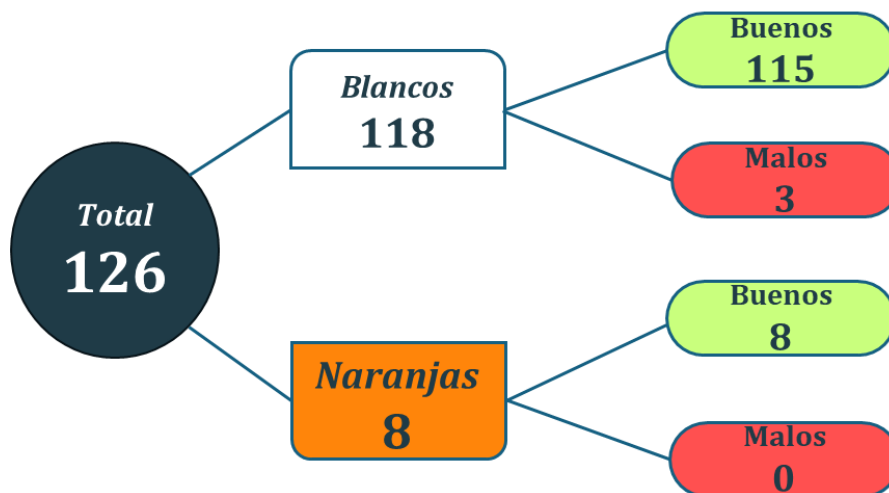 Total
126
Blancos
118
Buenos
115
Malos
3
Naranjas
8
Buenos
8
Malos
0